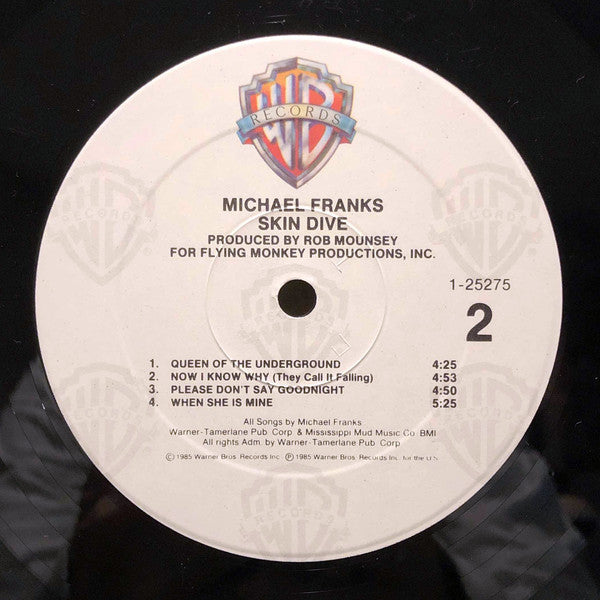 WB
RECORDS
MICHAEL FRANKS
SKIN DIVE
PRODUCED BY ROB MOUNSEY
FOR FLYING MONKEY PRODUCTIONS, INC.
1-25275
2
1. QUEEN OF THE UNDERGROUND 4:25
2. NOW I KNOW WHY (They Call It Falling) 4:53
3. PLEASE DON'T SAY GOODNIGHT 4:50
4. WHEN SHE IS MINE 5:25
All Songs by Michael Franks
Warner-Tamerlane Pub. Corp. & Mississippi Mud Music Co. BMI
All rights Adm. by Warner-Tamerlane Pub. Corp
©1985 Warner Bros. Records Inc. ℗1985 Warner Bros. Records Inc. for the U.S.